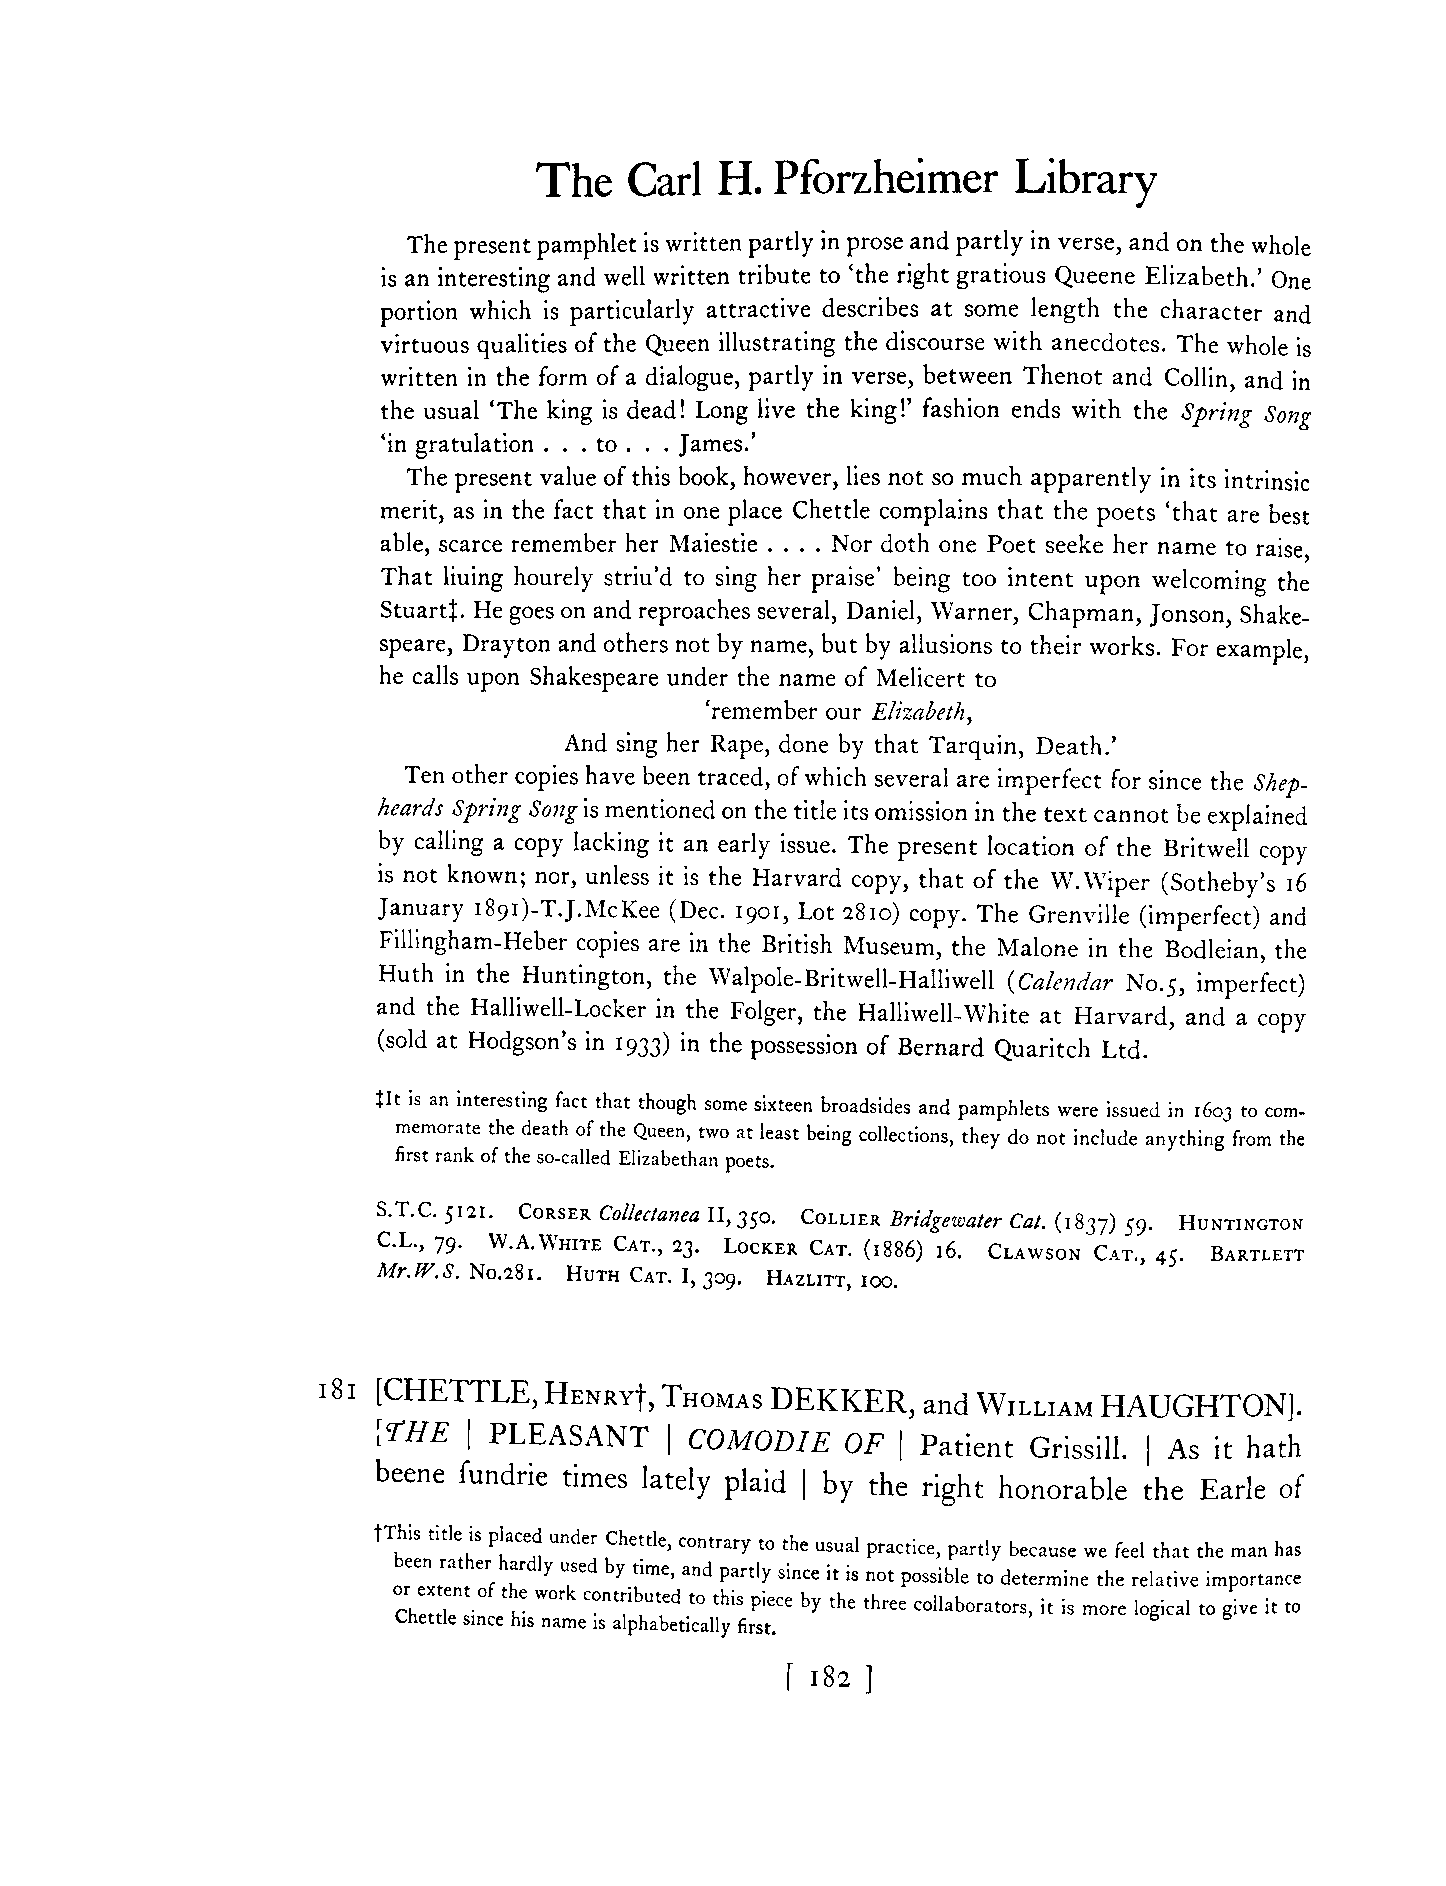 The Carl H. Pforzheimer Library
The present pamphlet is written partly in prose and partly in verse, and on the whole
is an interesting and well written tribute to ‘the right gratious Queene Elizabeth.’ One
portion which is particularly attractive describes at some length the character and
virtuous qualities of the Queen illustrating the discourse with anecdotes. The whole is
written in the form of a dialogue, partly in verse, between Thenot and Collin, and in
the usual ‘The king is dead! Long live the king!’ fashion ends with the Spring Song
‘in gratulation . . . to . . . James.’
The present value of this book, however, lies not so much apparently in its intrinsic
merit, as in the fact that in one place Chettle complains that the poets ‘that are best
able, scarce remember her Maiestie . . . . Nor doth one Poet seeke her name to raise,
That liuing hourely striu’d to sing her praise’ being too intent upon welcoming the
Stuart‡. He goes on and reproaches several, Daniel, Warner, Chapman, Jonson, Shake-
speare, Drayton and others not by name, but by allusions to their works. For example,
he calls upon Shakespeare under the name of Melicert to
‘remember our Elizabeth,
And sing her Rape, done by that Tarquin, Death.’
Ten other copies have been traced, of which several are imperfect for since the Shep-
heards Spring Song is mentioned on the title its omission in the text cannot be explained
by calling a copy lacking it an early issue. The present location of the Britwell copy
is not known; nor, unless it is the Harvard copy, that of the W.Wiper (Sotheby’s 16
January 1891)-T.J.McKee (Dec. 1901, Lot 2810) copy. The Grenville (imperfect) and
Fillingham-Heber copies are in the British Museum, the Malone in the Bodleian, the
Huth in the Huntington, the Walpole-Britwell-Halliwell (Calendar No.5, imperfect)
and the Halliwell-Locker in the Folger, the Halliwell-White at Harvard, and a copy
(sold at Hodgson’s in 1933) in the possession of Bernard Quaritch Ltd.
‡It is an interesting fact that though some sixteen broadsides and pamphlets were issued in 1603 to com-
memorate the death of the Queen, two at least being collections, they do not include anything from the
first rank of the so-called Elizabethan poets.
S.T.C. 5121. CORSER Collectanea II, 350. COLLIER Bridgewater Cat. (1837) 59. HUNTINGTON
C.L., 79. W.A.WHITE CAT., 23. LOCKER CAT. (1886) 16. CLAWSON CAT., 45. BARTLETT
Mr.W.S. No.281. HUTH CAT. I, 309. HAZLITT, 100.
181 [CHETTLE, HENRY†, THOMAS DEKKER, and WILLIAM HAUGHTON].
[THE | PLEASANT | COMODIE OF | Patient Grissill. | As it hath
beene ſundrie times lately plaid | by the right honorable the Earle of
†This title is placed under Chettle, contrary to the usual practice, partly because we feel that the man has
been rather hardly used by time, and partly since it is not possible to determine the relative importance
or extent of the work contributed to this piece by the three collaborators, it is more logical to give it to
Chettle since his name is alphabetically first.
[ 182 ]